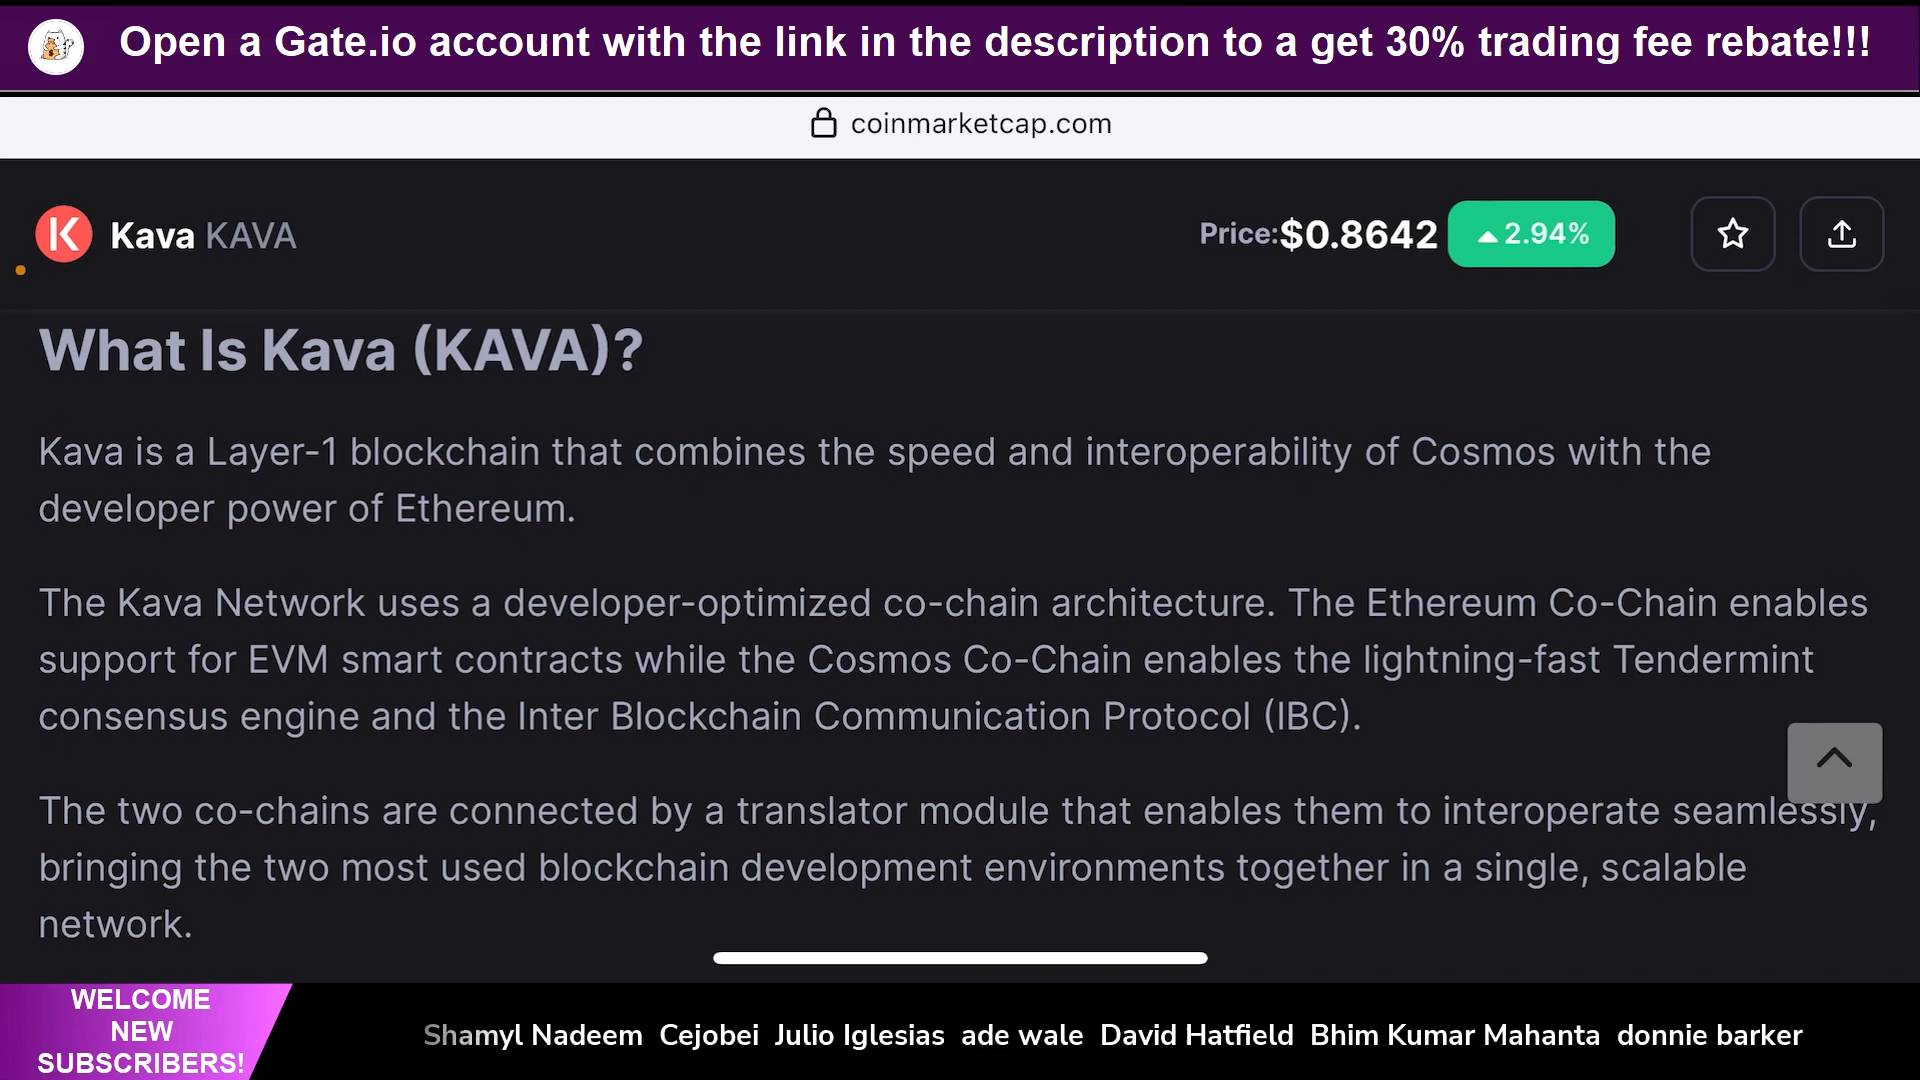 Open a Gate.io account with the link in the description to a get 30% trading fee rebate!!!
coinmarketcap.com
Kava KAVA
Price:$0.8642 2.94%
What Is Kava (KAVA)?
Kava is a Layer-1 blockchain that combines the speed and interoperability of Cosmos with the
developer power of Ethereum.
The Kava Network uses a developer-optimized co-chain architecture. The Ethereum Co-Chain enables
support for EVM smart contracts while the Cosmos Co-Chain enables the lightning-fast Tendermint
consensus engine and the Inter Blockchain Communication Protocol (IBC).
The two co-chains are connected by a translator module that enables them to interoperate seamlessly,
bringing the two most used blockchain development environments together in a single, scalable
network.
WELCOME
NEW
SUBSCRIBERS!
Shamyl Nadeem Cejobei Julio Iglesias ade wale David Hatfield Bhim Kumar Mahanta donnie barker